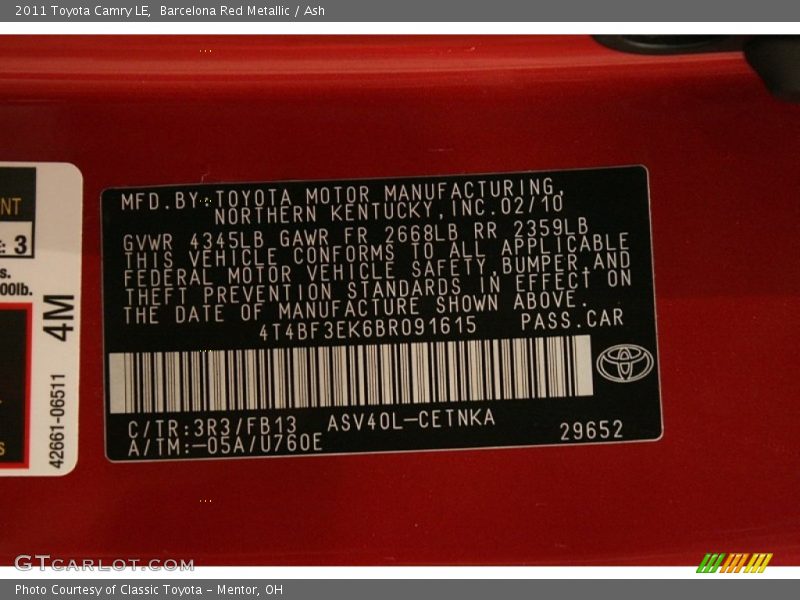 2011 Toyota Camry LE, Barcelona Red Metallic / Ash
NT
: 3
s.
00lb.
4M
42661-06511
S
MFD.BY:TOYOTA MOTOR MANUFACTURING,
NORTHERN KENTUCKY,INC.02/10
GVWR 4345LB GAWR FR 2668LB RR 2359LB
THIS VEHICLE CONFORMS TO ALL APPLICABLE
FEDERAL MOTOR VEHICLE SAFETY,BUMPER,AND
THEFT PREVENTION STANDARDS IN EFFECT ON
THE DATE OF MANUFACTURE SHOWN ABOVE.
4T4BF3EK6BR091615 PASS.CAR
C/TR:3R3/FB13 ASV40L-CETNKA
A/TM:-05A/U760E
29652
GTCARLOT.COM
Photo Courtesy of Classic Toyota - Mentor, OH